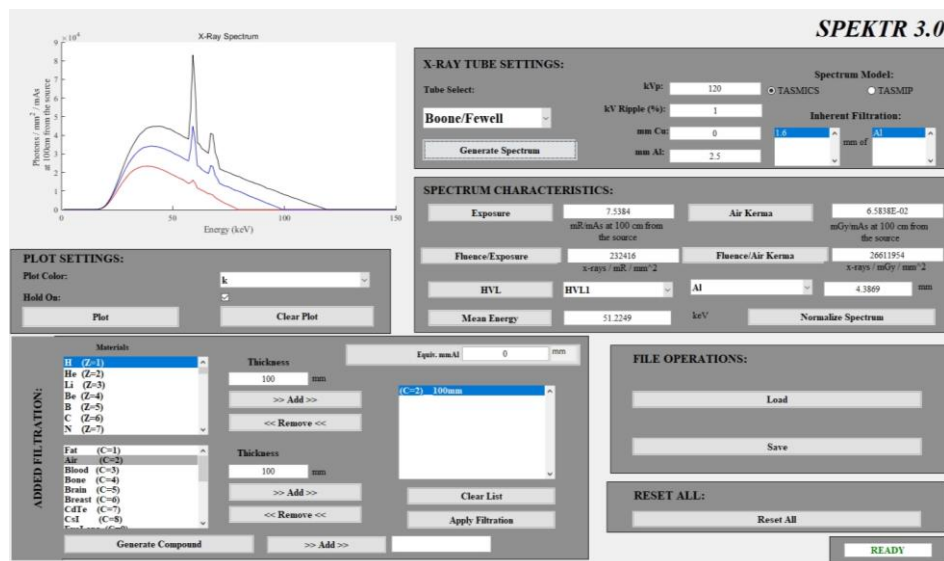 SPEKTR 3.0
X-Ray Spectrum
×10⁴
9
8
7
6
5
4
3
2
1
0
Photons / mm² / mAs
at 100cm from the source
0 50 100 150
Energy (keV)
X-RAY TUBE SETTINGS:
Tube Select:
Boone/Fewell
Generate Spectrum
kVp: 120
kV Ripple (%): 1
mm Cu: 0
mm Al: 2.5
Spectrum Model:
TASMICS TASMIP
Inherent Filtration:
1.6 mm of Al
SPECTRUM CHARACTERISTICS:
Exposure 7.5384
mR/mAs at 100 cm from
the source
Air Kerma 6.5838E-02
mGy/mAs at 100 cm from
the source
Fluence/Exposure 232416
x-rays / mR / mm^2
Fluence/Air Kerma 26611954
x-rays / mGy / mm^2
HVL HVL1 Al 4.3869 mm
Mean Energy 51.2249 keV Normalize Spectrum
PLOT SETTINGS:
Plot Color: k
Hold On:
Plot Clear Plot
ADDED FILTRATION:
Materials
H (Z=1)
He (Z=2)
Li (Z=3)
Be (Z=4)
B (Z=5)
C (Z=6)
N (Z=7)
Thickness
100 mm
>> Add >>
<< Remove <<
Equiv. mmAl 0 mm
(C=2) 100mm
Fat (C=1)
Air (C=2)
Blood (C=3)
Bone (C=4)
Brain (C=5)
Breast (C=6)
CdTe (C=7)
CsI (C=8)
Thickness
100 mm
>> Add >>
<< Remove <<
Clear List
Apply Filtration
Generate Compound >> Add >>
FILE OPERATIONS:
Load
Save
RESET ALL:
Reset All
READY